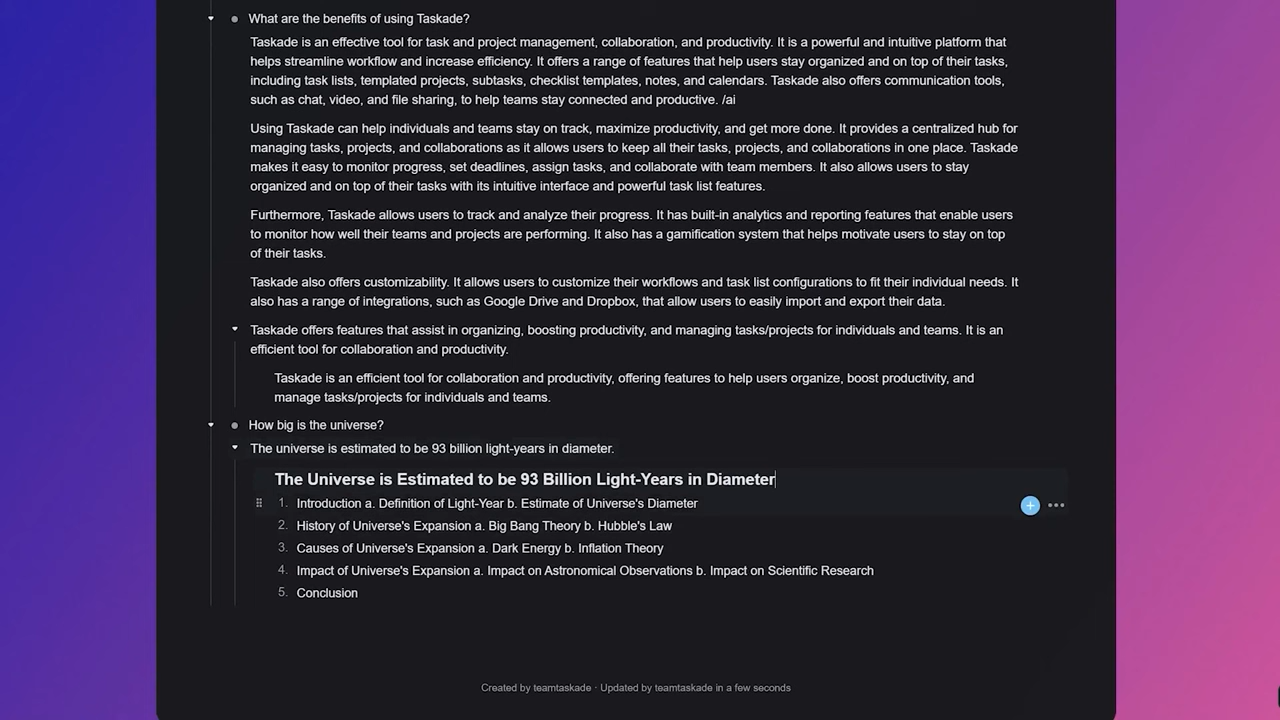 What are the benefits of using Taskade?
Taskade is an effective tool for task and project management, collaboration, and productivity. It is a powerful and intuitive platform that
helps streamline workflow and increase efficiency. It offers a range of features that help users stay organized and on top of their tasks,
including task lists, templated projects, subtasks, checklist templates, notes, and calendars. Taskade also offers communication tools,
such as chat, video, and file sharing, to help teams stay connected and productive. /ai
Using Taskade can help individuals and teams stay on track, maximize productivity, and get more done. It provides a centralized hub for
managing tasks, projects, and collaborations as it allows users to keep all their tasks, projects, and collaborations in one place. Taskade
makes it easy to monitor progress, set deadlines, assign tasks, and collaborate with team members. It also allows users to stay
organized and on top of their tasks with its intuitive interface and powerful task list features.
Furthermore, Taskade allows users to track and analyze their progress. It has built-in analytics and reporting features that enable users
to monitor how well their teams and projects are performing. It also has a gamification system that helps motivate users to stay on top
of their tasks.
Taskade also offers customizability. It allows users to customize their workflows and task list configurations to fit their individual needs. It
also has a range of integrations, such as Google Drive and Dropbox, that allow users to easily import and export their data.
Taskade offers features that assist in organizing, boosting productivity, and managing tasks/projects for individuals and teams. It is an
efficient tool for collaboration and productivity.
Taskade is an efficient tool for collaboration and productivity, offering features to help users organize, boost productivity, and
manage tasks/projects for individuals and teams.
How big is the universe?
The universe is estimated to be 93 billion light-years in diameter.
The Universe is Estimated to be 93 Billion Light-Years in Diameter
1. Introduction a. Definition of Light-Year b. Estimate of Universe's Diameter
2. History of Universe's Expansion a. Big Bang Theory b. Hubble's Law
3. Causes of Universe's Expansion a. Dark Energy b. Inflation Theory
4. Impact of Universe's Expansion a. Impact on Astronomical Observations b. Impact on Scientific Research
5. Conclusion
Created by teamtaskade · Updated by teamtaskade in a few seconds